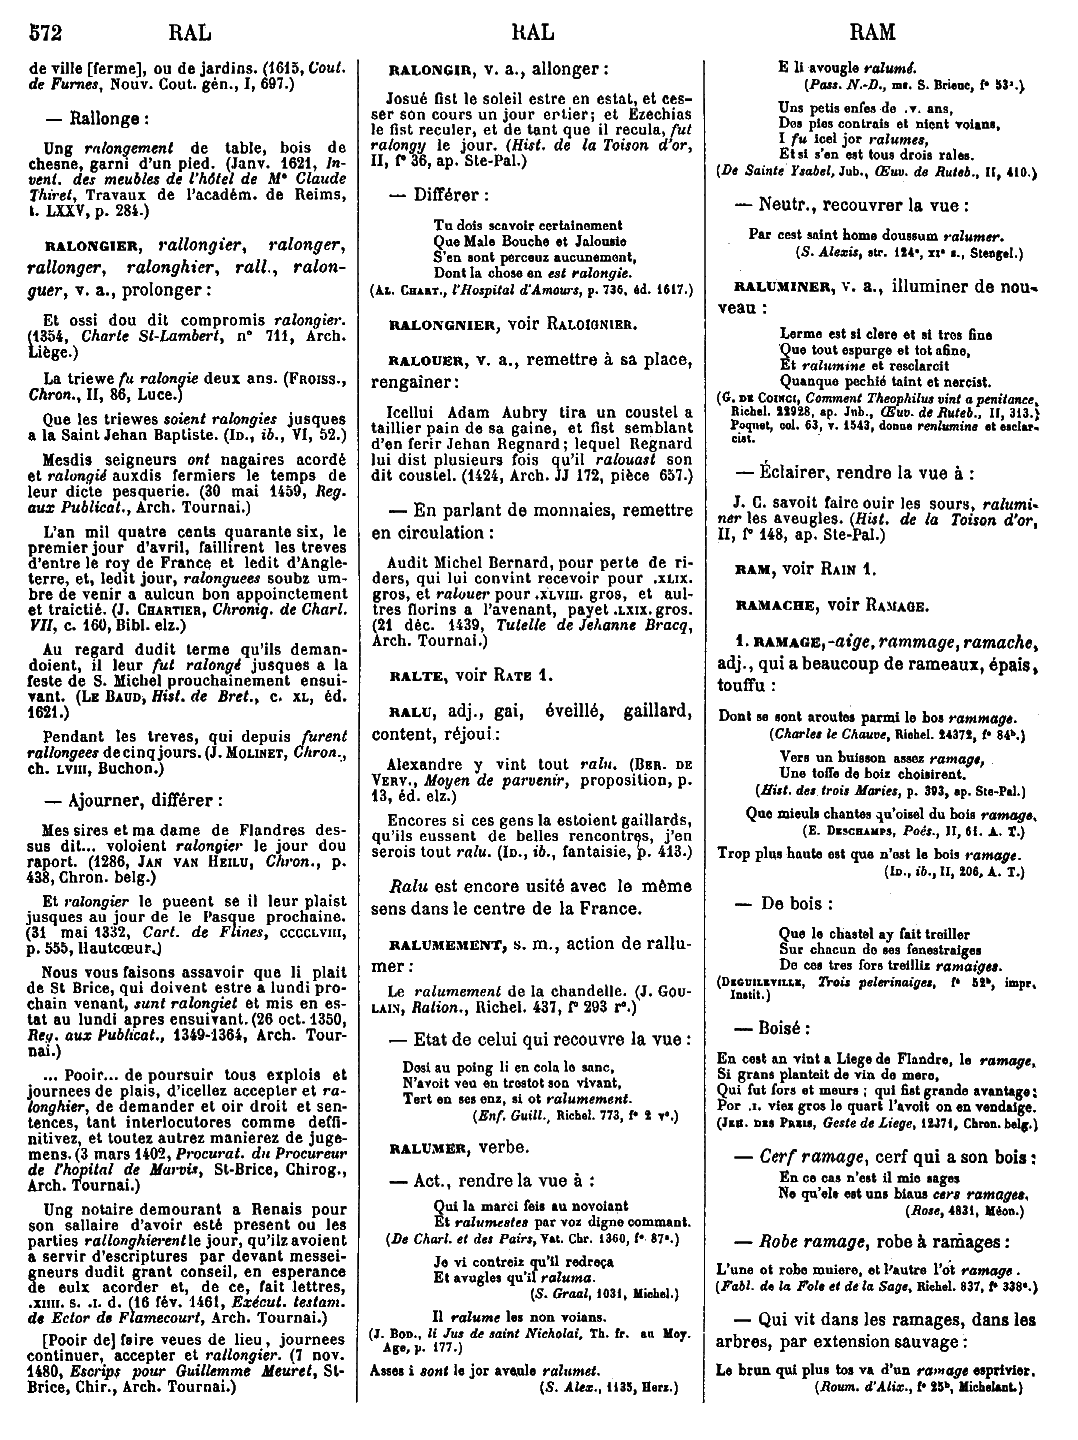 572 RAL RAL RAM
de ville [ferme], ou de jardins. (1615, Cout.
de Furnes, Nouv. Cout. gén., I, 697.)
— Rallonge :
Ung ralongement de table, bois de
chesne, garni d'un pied. (Janv. 1621, In-
vent. des meubles de l'hôtel de Mᵉ Claude
Thiret, Travaux de l'académ. de Reims,
t. LXXV, p. 284.)
RALONGIER, rallongier, ralonger,
rallonger, ralonghier, rall., ralon-
guer, v. a., prolonger :
Et ossi dou dit compromis ralongier.
(1354, Charte St-Lambert, n° 711, Arch.
Liège.)
La triewe fu ralongie deux ans. (FROISS.,
Chron., II, 86, Luce.)
Que les triewes soient ralongies jusques
a la Saint Jehan Baptiste. (ID., ib., VI, 52.)
Mesdis seigneurs ont nagaires acordé
et ralongié auxdis fermiers le temps de
leur dicte pesquerie. (30 mai 1459, Reg.
aux Publicat., Arch. Tournai.)
L'an mil quatre cents quarante six, le
premier jour d'avril, faillirent les treves
d'entre le roy de France et ledit d'Angle-
terre, et, ledit jour, ralonguees soubz um-
bre de venir a aulcun bon appoinctement
et traictié. (J. CHARTIER, Chroniq. de Charl.
VII, c. 160, Bibl. elz.)
Au regard dudit terme qu'ils deman-
doient, il leur fut ralongé jusques a la
feste de S. Michel prouchainement ensui-
vant. (LE BAUD, Hist. de Bret., c. XL, éd.
1621.)
Pendant les treves, qui depuis furent
rallongees de cinq jours. (J. MOLINET, Chron.,
ch. LVIII, Buchon.)
— Ajourner, différer :
Mes sires et ma dame de Flandres des-
sus dit... voloient ralongier le jour dou
raport. (1286, JAN VAN HEILU, Chron., p.
438, Chron. belg.)
Et ralongier le pueent se il leur plaist
jusques au jour de le Pasque prochaine.
(31 mai 1332, Cart. de Flines, CCCCLVIII,
p. 555, Hautcœur.)
Nous vous faisons assavoir que li plait
de St Brice, qui doivent estre a lundi pro-
chain venant, sunt ralongiet et mis en es-
tat au lundi apres ensuivant. (26 oct. 1350,
Reg. aux Publicat., 1349-1364, Arch. Tour-
nai.)
... Pooir... de poursuir tous explois et
journees de plais, d'icellez accepter et ra-
longhier, de demander et oir droit et sen-
tences, tant interlocutores comme deffi-
nitivez, et toutez autrez manierez de juge-
mens. (3 mars 1402, Procurat. du Procureur
de l'hopital de Marvis, St-Brice, Chirog.,
Arch. Tournai.)
Ung notaire demourant a Renais pour
son sallaire d'avoir esté present ou les
parties rallonghierent le jour, qu'ilz avoient
a servir d'escriptures par devant messei-
gneurs dudit grant conseil, en esperance
de eulx acorder et, de ce, fait lettres,
.XIIII. s. .I. d. (16 fév. 1461, Exécut. testam.
de Ector de Flamecourt, Arch. Tournai.)
[Pooir de] faire veues de lieu, journees
continuer, accepter et rallongier. (7 nov.
1480, Escrips pour Guillemme Meuret, St-
Brice, Chir., Arch. Tournai.)
RALONGIR, v. a., allonger :
Josué fist le soleil estre en estat, et ces-
ser son cours un jour ertier; et Ezechias
le fist reculer, et de tant que il recula, fut
ralongy le jour. (Hist. de la Toison d'or,
II, f° 36, ap. Ste-Pal.)
— Différer :
Tu dois scavoir certainement
Que Male Bouche et Jalousie
S'en sont perceuz aucunement,
Dont la chose en est ralongie.
(AL. CHART., l'Hospital d'Amours, p. 736, éd. 1617.)
RALONGNIER, voir RALOIGNIER.
RALOUER, v. a., remettre à sa place,
rengainer :
Icellui Adam Aubry tira un coustel a
taillier pain de sa gaine, et fist semblant
d'en ferir Jehan Regnard; lequel Regnard
lui dist plusieurs fois qu'il ralouast son
dit coustel. (1424, Arch. JJ 172, pièce 657.)
— En parlant de monnaies, remettre
en circulation :
Audit Michel Bernard, pour perte de ri-
ders, qui lui convint recevoir pour .XLIX.
gros, et ralouer pour .XLVIII. gros, et aul-
tres florins a l'avenant, payet .LXIX. gros.
(21 déc. 1439, Tutelle de Jehanne Bracq,
Arch. Tournai.)
RALTE, voir RATE 1.
RALU, adj., gai, éveillé, gaillard,
content, réjoui :
Alexandre y vint tout ralu. (BER. DE
VERV., Moyen de parvenir, proposition, p.
13, éd. elz.)
Encores si ces gens la estoient gaillards,
qu'ils eussent de belles rencontres, j'en
serois tout ralu. (ID., ib., fantaisie, p. 413.)
Ralu est encore usité avec le même
sens dans le centre de la France.
RALUMEMENT, s. m., action de rallu-
mer :
Le ralumement de la chandelle. (J. GOU-
LAIN, Ration., Richel. 437, f° 293 r°.)
— Etat de celui qui recouvre la vue :
Desi au poing li en cola le sanc,
N'avoit veu en trestot son vivant,
Tert en ses enz, si ot ralumement.
(Enf. Guill., Richel. 773, f° 2 v°.)
RALUMER, verbe.
— Act., rendre la vue à :
Qui la marci feis au novoiant
Et ralumestes par voz digne commant.
(De Charl. et des Pairs, Vat. Chr. 1360, f° 87ᵃ.)
Je vi contreiz qu'il redreça
Et avugles qu'il raluma.
(S. Graal, 1031, Michel.)
Il ralume les non voians.
(J. BOD., li Jus de saint Nicholai, Th. fr. au Moy.
Age, p. 177.)
Asses i sont le jor aveule ralumet.
(S. Alex., 1135, Herz.)
E li avougle ralumé.
(Pass. N.-D., ms. S. Brieuc, f° 53ᵃ.)
Uns petis enfes de .v. ans,
Des pies contrais et nient voians,
I fu icel jor ralumes,
Et si s'en est tous drois rales.
(De Sainte Ysabel, Jub., Œuv. de Ruteb., II, 410.)
— Neutr., recouvrer la vue :
Par cest saint home doussum ralumer.
(S. Alexis, str. 124ᵉ, XIᵉ s., Stengel.)
RALUMINER, v. a., illuminer de nou-
veau :
Lerme est si clere et si tres fine
Que tout espurge et tot afine,
Et ralumine et resclarcit
Quanque pechié taint et nercist.
(G. DE COINCI, Comment Theophilus vint a penitance,
Richel. 22928, ap. Jub., Œuv. de Ruteb., II, 313.)
Poquet, col. 63, v. 1543, donne renlumine et esclar-
cist.
— Éclairer, rendre la vue à :
J. C. savoit faire ouir les sours, ralumi-
ner les aveugles. (Hist. de la Toison d'or,
II, f° 148, ap. Ste-Pal.)
RAM, voir RAIN 1.
RAMACHE, voir RAMAGE.
1. RAMAGE, -aige, rammage, ramache,
adj., qui a beaucoup de rameaux, épais,
touffu :
Dont se sont aroutes parmi le bos rammage.
(Charles le Chauve, Richel. 24372, f° 84ᵇ.)
Vers un buisson assez ramage,
Une toffe de boiz choisirent.
(Hist. des trois Maries, p. 393, ap. Ste-Pal.)
Que mieuls chantes qu'oisel du bois ramage.
(E. DESCHAMPS, Poés., II, 61. A. T.)
Trop plus haute est que n'est le bois ramage.
(ID., ib., II, 206, A. T.)
— De bois :
Que le chastel ay fait treiller
Sur chacun de ses fenestraiges
De ces tres fors treilliz ramaiges.
(DEGUILEVILLE, Trois pelerinaiges, f° 52ᵇ, impr.
Instit.)
— Boisé :
En cest an vint a Liege de Flandre, le ramage,
Si grans planteit de vin de mere,
Qui fut fors et meurs ; qui fist grande avantage;
Por .I. viez gros le quart l'avoit on en vendaige.
(JEH. DES PREIS, Geste de Liege, 12371, Chron. belg.)
— Cerf ramage, cerf qui a son bois :
En ce cas n'est il mie sages
Ne qu'ele est uns biaus cers ramages.
(Rose, 4831, Méon.)
— Robe ramage, robe à ramages :
L'une ot robe muiere, et l'autre l'ot ramage.
(Fabl. de la Fole et de la Sage, Richel. 837, f° 338ᵃ.)
— Qui vit dans les ramages, dans les
arbres, par extension sauvage :
Le brun qui plus tos va d'un ramage esprivier.
(Roum. d'Alix., f° 25ᵇ, Michelant.)